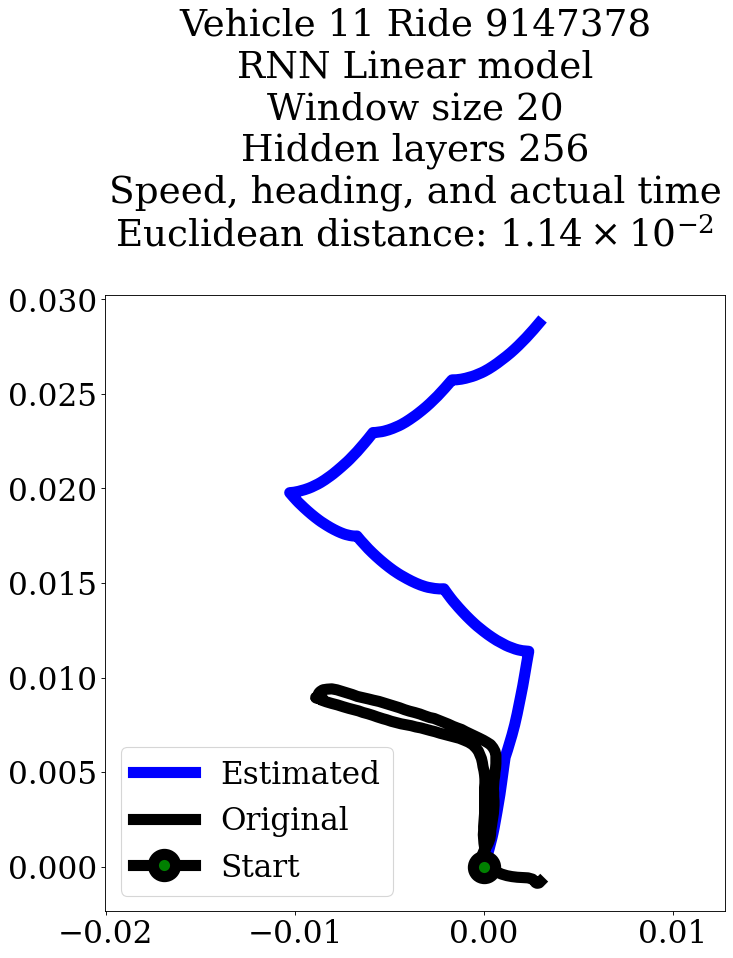 Vehicle 11 Ride 9147378
RNN Linear model
Window size 20
Hidden layers 256
Speed, heading, and actual time
Euclidean distance: 1.14 × 10⁻²
0.030
0.025
0.020
0.015
0.010
0.005
0.000
Estimated
Original
Start
−0.02 −0.01 0.00 0.01